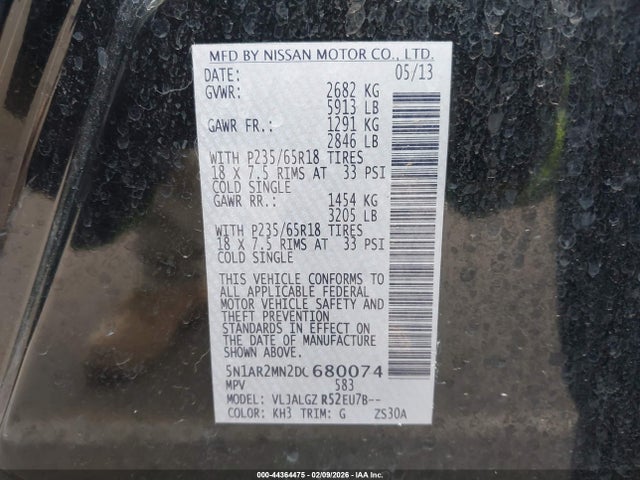 MFD BY NISSAN MOTOR CO., LTD.
DATE: 05/13
GVWR: 2682 KG
5913 LB
GAWR FR.: 1291 KG
2846 LB
WITH P235/65R18 TIRES
18 X 7.5 RIMS AT 33 PSI
COLD SINGLE
GAWR RR.: 1454 KG
3205 LB
WITH P235/65R18 TIRES
18 X 7.5 RIMS AT 33 PSI
COLD SINGLE
THIS VEHICLE CONFORMS TO
ALL APPLICABLE FEDERAL
MOTOR VEHICLE SAFETY AND
THEFT PREVENTION
STANDARDS IN EFFECT ON
THE DATE OF MANUFACTURE
SHOWN ABOVE.
5N1AR2MN2DC680074
MPV 583
MODEL: VLJALGZ R52EU7B--
COLOR: KH3 TRIM: G ZS30A
000-44364475 - 02/09/2026 - IAAI.COM